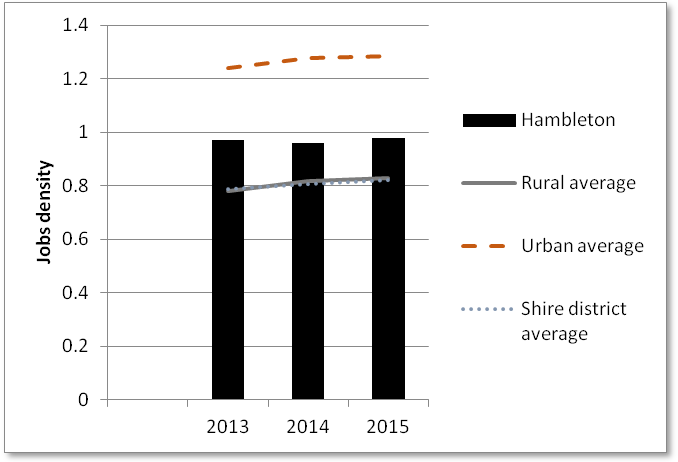 1.4
1.2
1
0.8
0.6
0.4
0.2
0
Jobs density
2013 2014 2015
Hambleton
Rural average
Urban average
Shire district
average